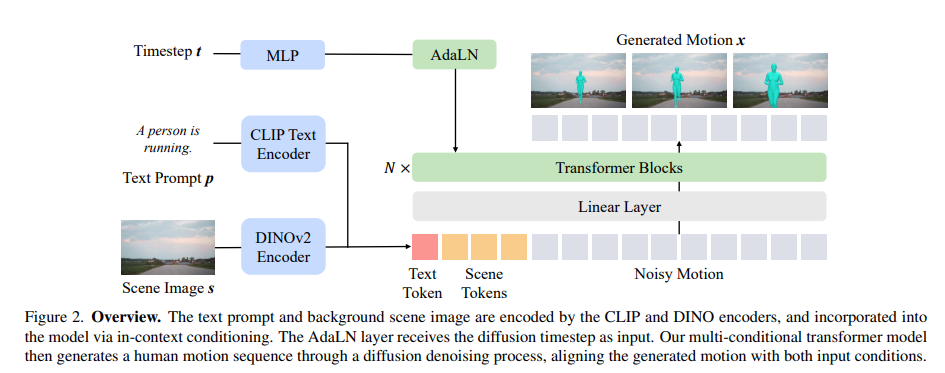 Timestep t
MLP
AdaLN
Generated Motion x
A person is
running.
Text Prompt p
CLIP Text
Encoder
N ×
Transformer Blocks
Linear Layer
Scene Image s
DINOv2
Encoder
Text
Token
Scene
Tokens
Noisy Motion
Figure 2. Overview. The text prompt and background scene image are encoded by the CLIP and DINO encoders, and incorporated into
the model via in-context conditioning. The AdaLN layer receives the diffusion timestep as input. Our multi-conditional transformer model
then generates a human motion sequence through a diffusion denoising process, aligning the generated motion with both input conditions.